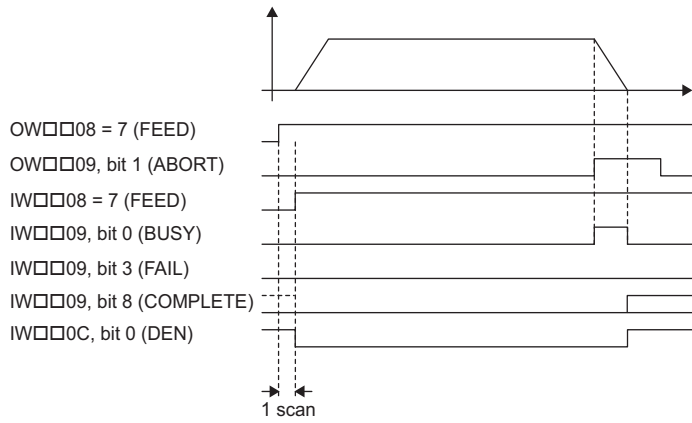 OW□□08 = 7 (FEED)
OW□□09, bit 1 (ABORT)
IW□□08 = 7 (FEED)
IW□□09, bit 0 (BUSY)
IW□□09, bit 3 (FAIL)
IW□□09, bit 8 (COMPLETE)
IW□□0C, bit 0 (DEN)
1 scan